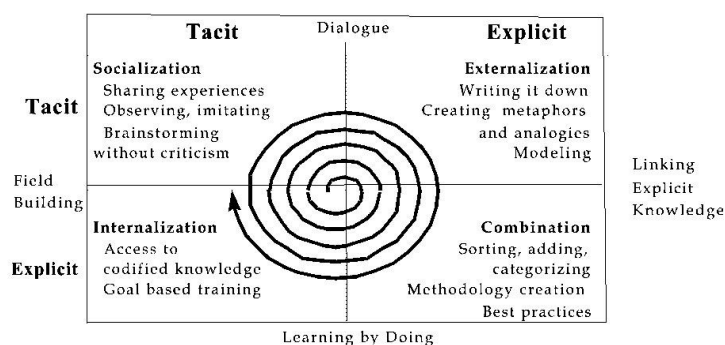 Tacit
Dialogue
Explicit
Socialization
Sharing experiences
Observing, imitating
Brainstorming
without criticism
Externalization
Writing it down
Creating metaphors
and analogies
Modeling
Tacit
Field
Building
Linking
Explicit
Knowledge
Internalization
Access to
codified knowledge
Goal based training
Combination
Sorting, adding,
categorizing
Methodology creation
Best practices
Explicit
Learning by Doing